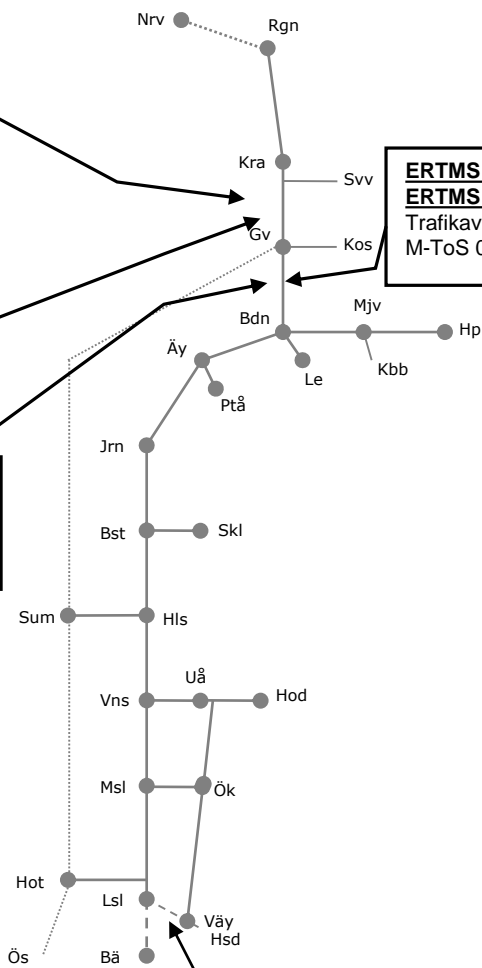 Nrv
Rgn
Kra
Svv
ERTMS
ERTMS
Trafikav
M-ToS 0
Gv
Kos
Bdn
Mjv
Hp
Äy
Le
Kbb
Ptå
Jrn
Bst
Skl
Sum
Hls
Uå
Vns
Hod
Msl
Ök
Hot
Lsl
Väy
Hsd
Ös
Bä